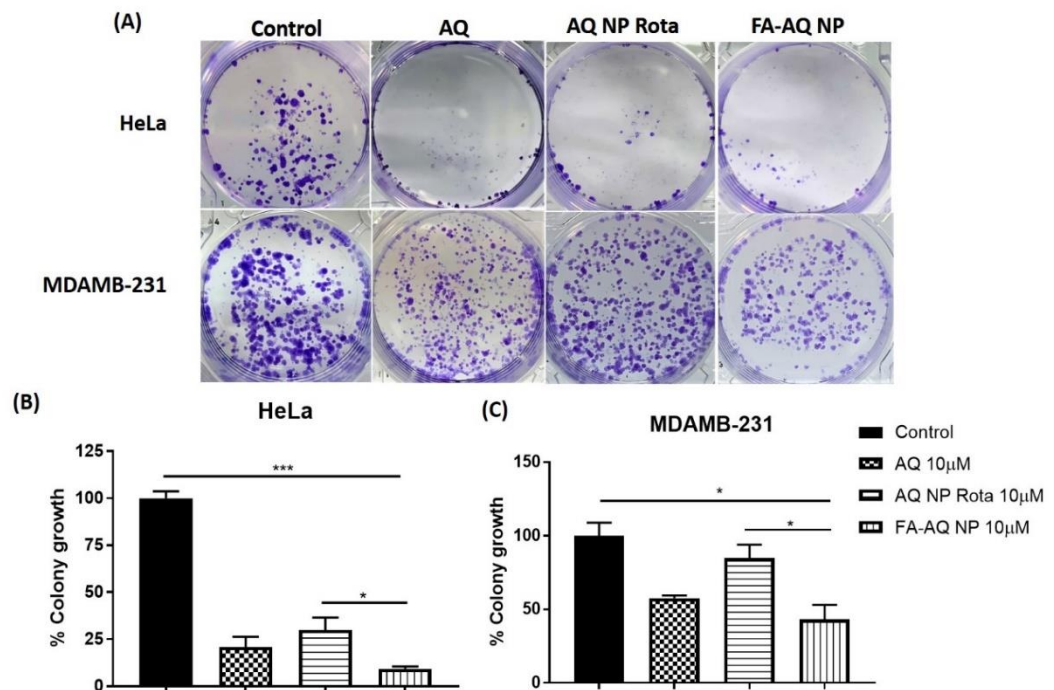 (A)
Control AQ AQ NP Rota FA-AQ NP
HeLa
MDAMB-231
(B)
HeLa
% Colony growth
125
100
75
50
25
0
***
*
(C)
MDAMB-231
% Colony growth
150
100
50
0
*
*
Control
AQ 10μM
AQ NP Rota 10μM
FA-AQ NP 10μM